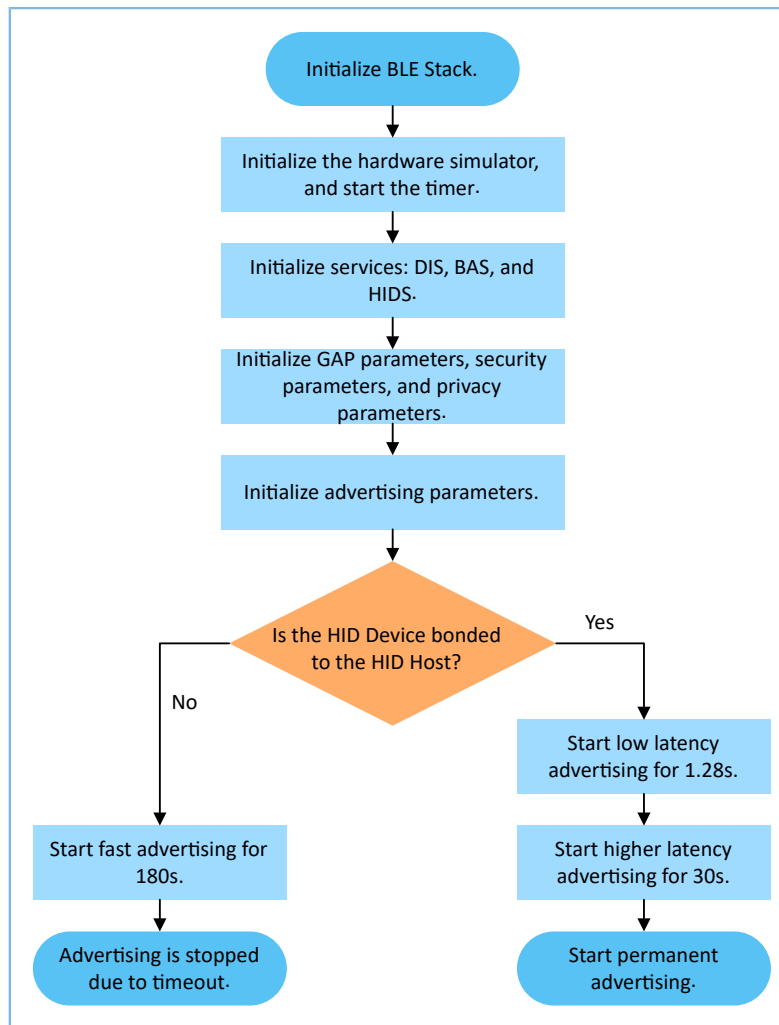 Initialize BLE Stack.
Initialize the hardware simulator,
and start the timer.
Initialize services: DIS, BAS, and
HIDS.
Initialize GAP parameters, security
parameters, and privacy
parameters.
Initialize advertising parameters.
Is the HID Device bonded
to the HID Host?
Yes
No
Start low latency
advertising for 1.28s.
Start fast advertising for
180s.
Start higher latency
advertising for 30s.
Advertising is stopped
due to timeout.
Start permanent
advertising.